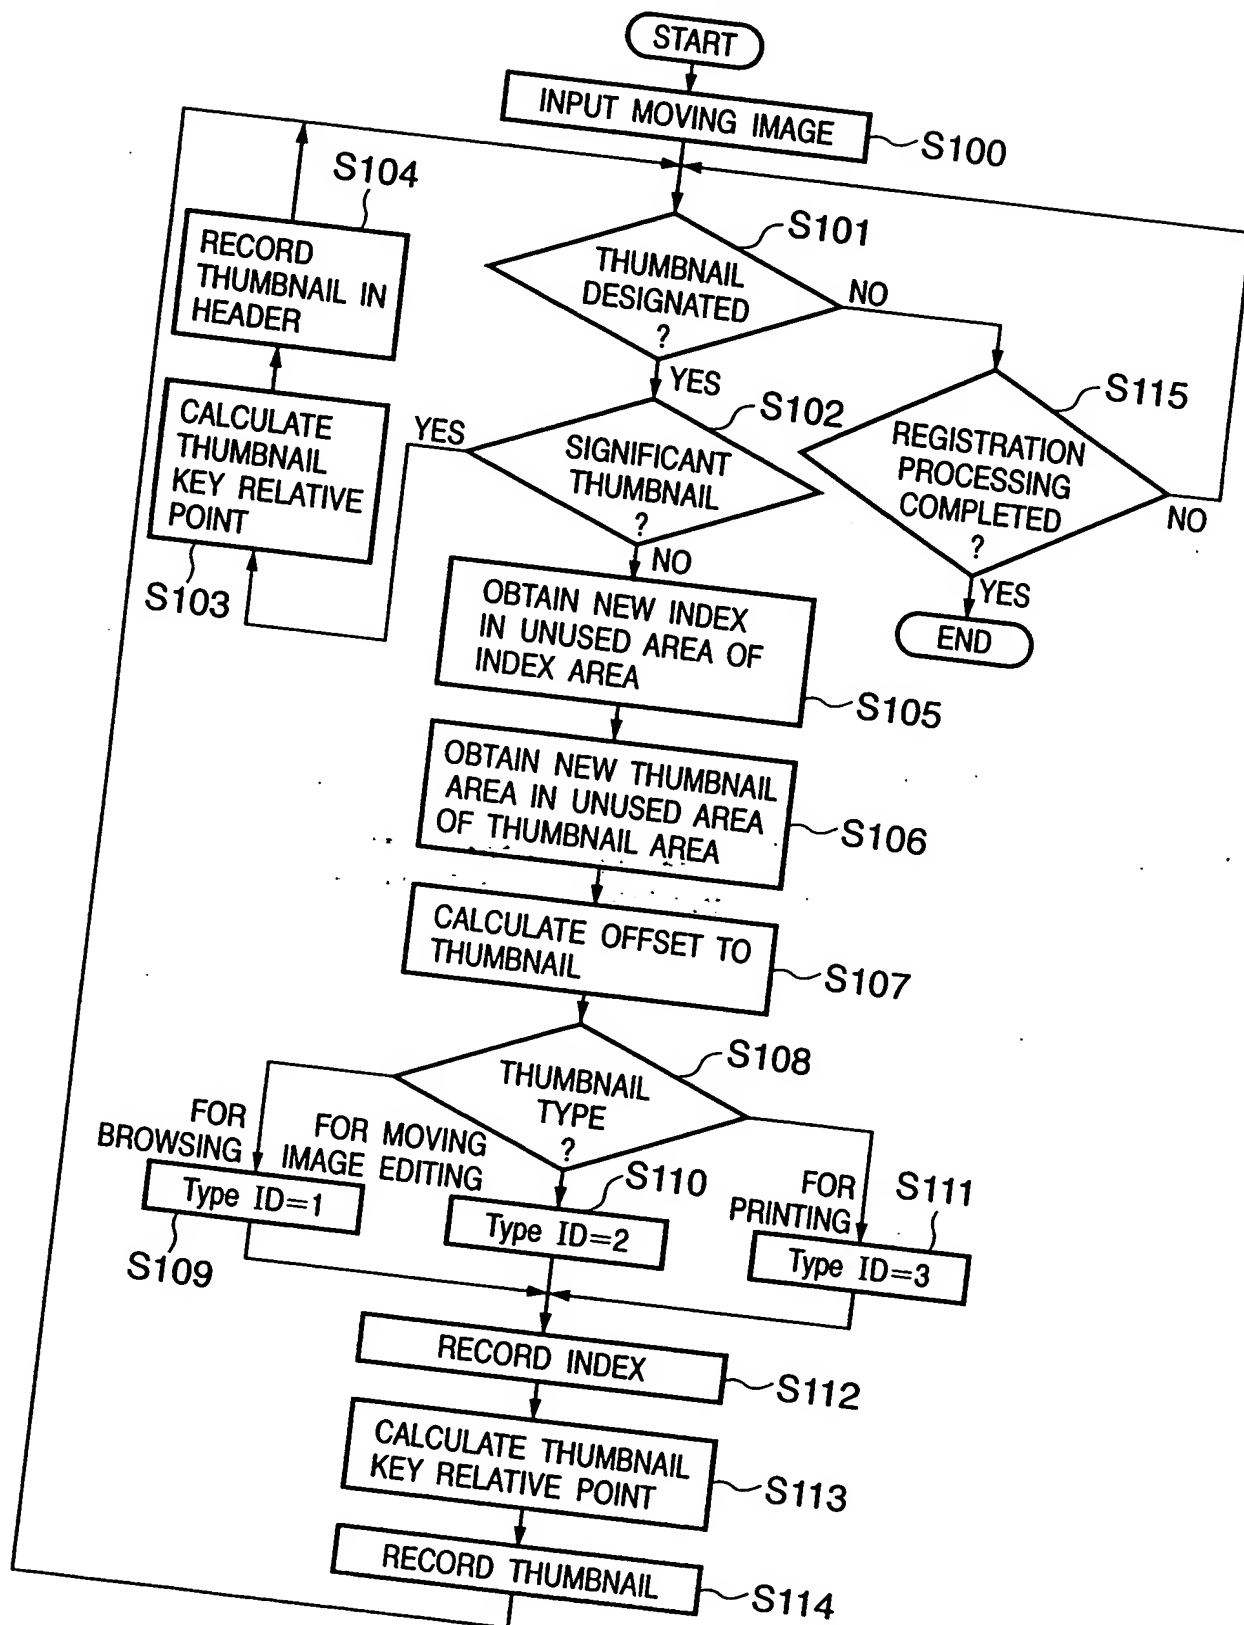 START
INPUT MOVING IMAGE
S100
S104
RECORD
THUMBNAIL IN
HEADER
S101
THUMBNAIL
DESIGNATED
?
NO
YES
S115
REGISTRATION
PROCESSING
COMPLETED
?
NO
YES
END
S102
SIGNIFICANT
THUMBNAIL
?
YES
NO
CALCULATE
THUMBNAIL
KEY RELATIVE
POINT
S103
OBTAIN NEW INDEX
IN UNUSED AREA OF
INDEX AREA
S105
OBTAIN NEW THUMBNAIL
AREA IN UNUSED AREA
OF THUMBNAIL AREA
S106
CALCULATE OFFSET TO
THUMBNAIL
S107
S108
THUMBNAIL
TYPE
?
FOR
BROWSING
FOR MOVING
IMAGE EDITING
FOR
PRINTING
Type ID=1
S109
S110
Type ID=2
S111
Type ID=3
RECORD INDEX
S112
CALCULATE THUMBNAIL
KEY RELATIVE POINT
S113
RECORD THUMBNAIL
S114